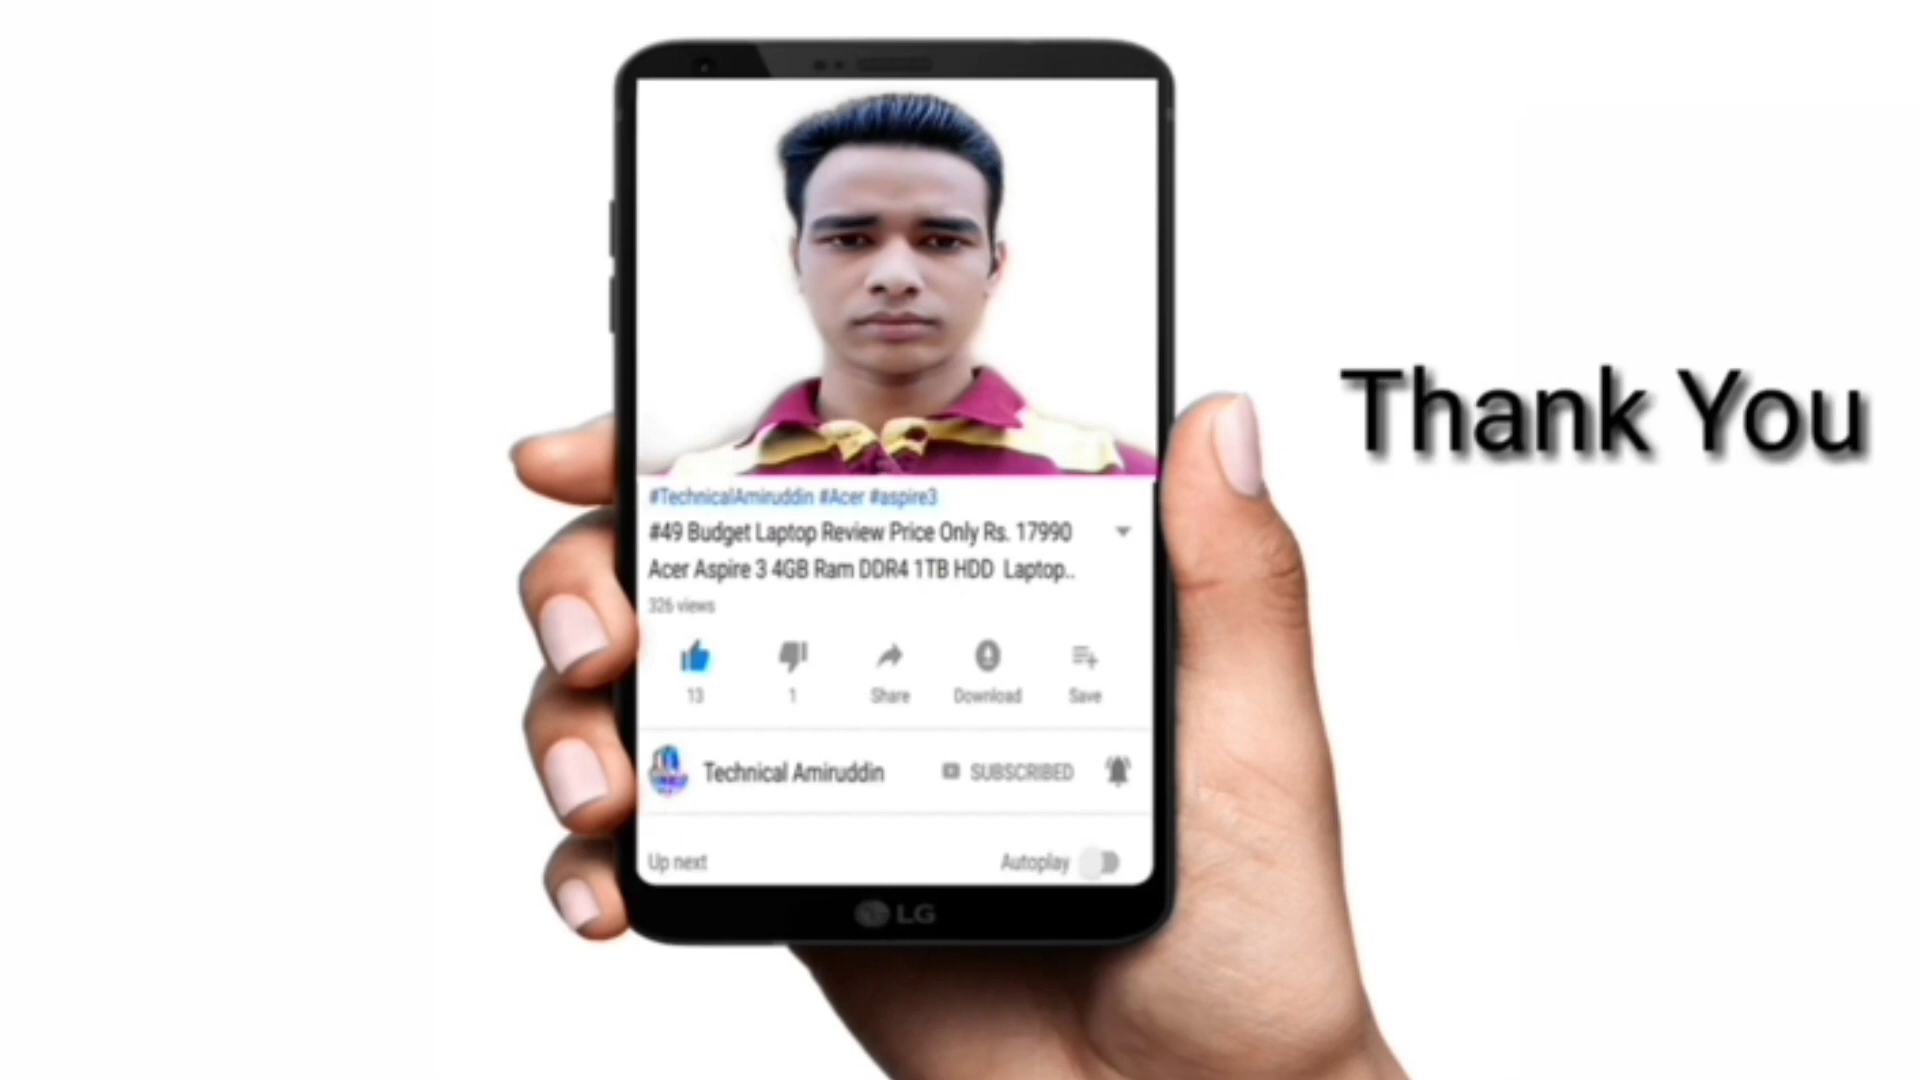 #TechnicalAmiruddin #Acer #aspire3
#49 Budget Laptop Review Price Only Rs. 17990
Acer Aspire 3 4GB Ram DDR4 1TB HDD Laptop..
326 views
13
1
Share
Download
Save
Technical Amiruddin
SUBSCRIBED
Up next
Autoplay
LG
Thank You